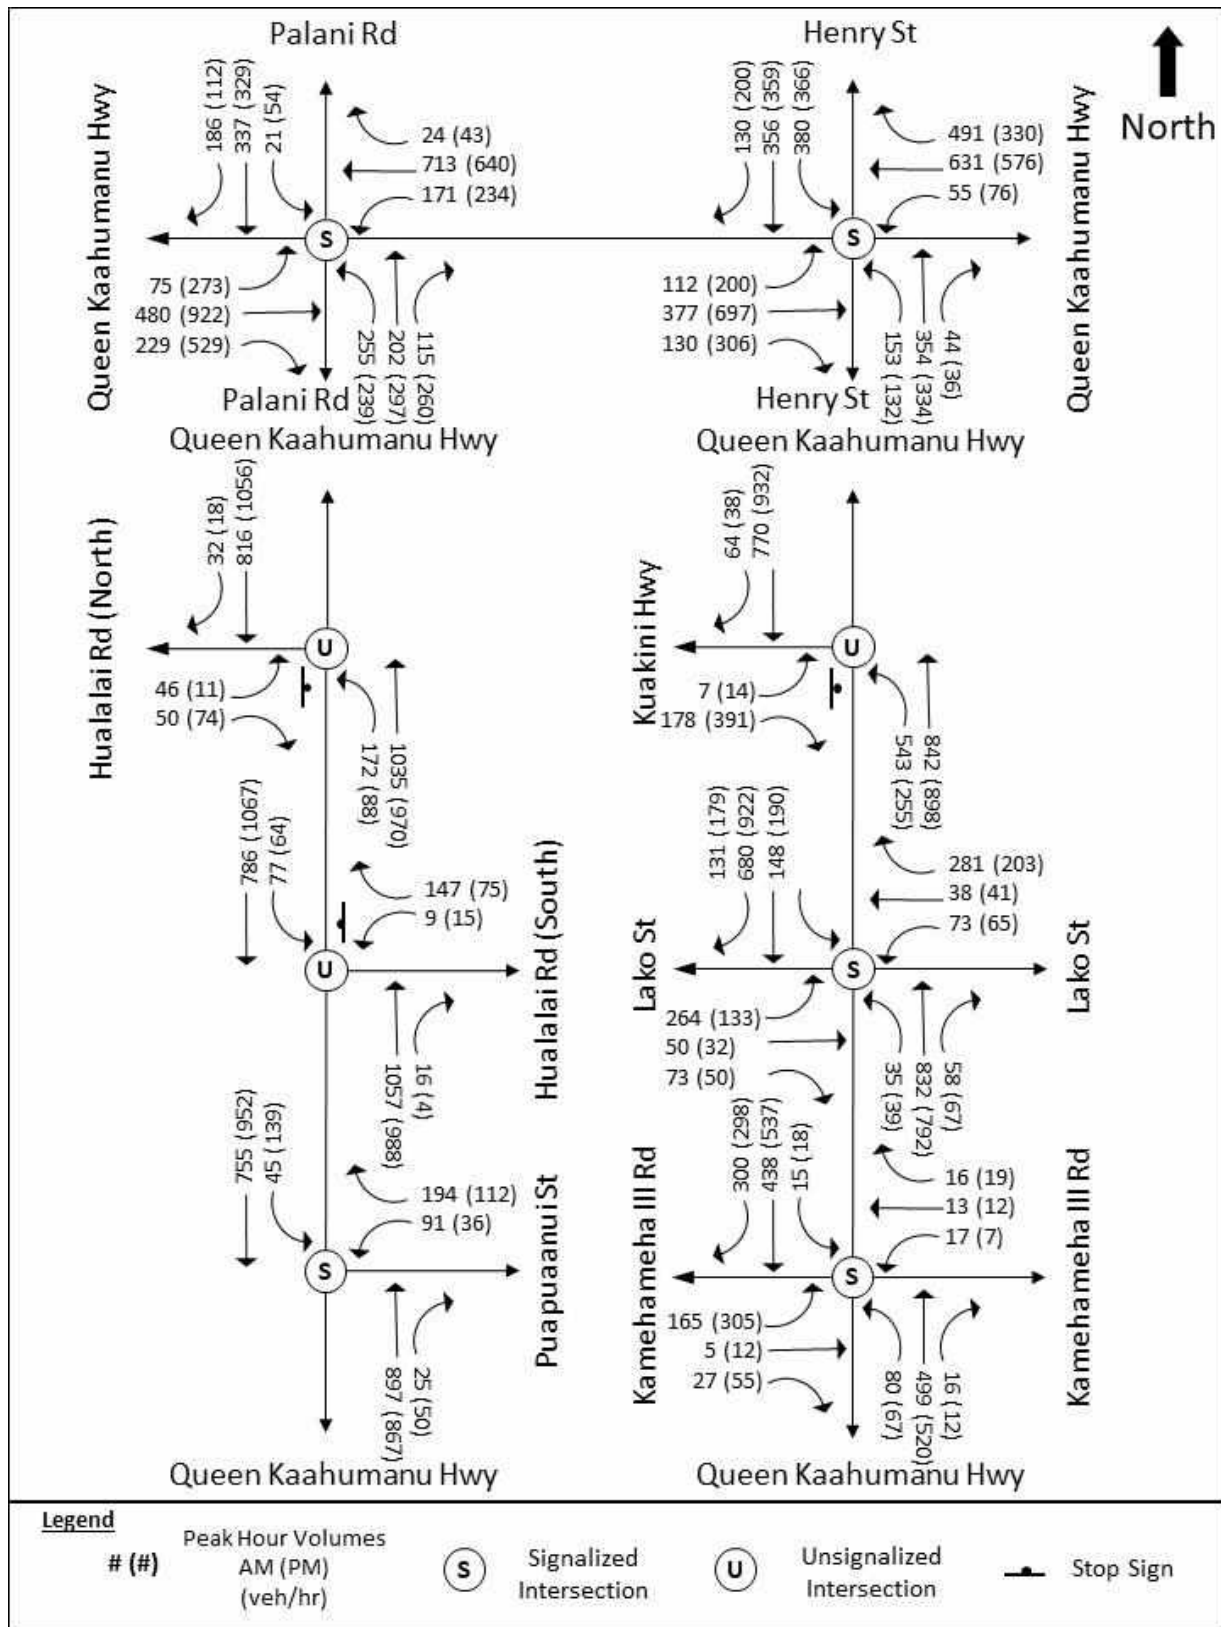 Palani Rd
Henry St
North
Queen Kaahumanu Hwy
186 (112)
337 (329)
21 (54)
24 (43)
713 (640)
171 (234)
75 (273)
480 (922)
229 (529)
255 (239)
202 (297)
115 (260)
Palani Rd
130 (200)
356 (359)
380 (366)
491 (330)
631 (576)
55 (76)
Queen Kaahumanu Hwy
S
S
112 (200)
377 (697)
130 (306)
153 (132)
354 (334)
44 (36)
Henry St
Queen Kaahumanu Hwy
Queen Kaahumanu Hwy
Hualalai Rd (North)
32 (18)
816 (1056)
U
46 (11)
50 (74)
172 (88)
1035 (970)
Kuakini Hwy
64 (38)
770 (932)
U
7 (14)
178 (391)
543 (255)
842 (898)
786 (1067)
77 (64)
147 (75)
9 (15)
U
Hualalai Rd (South)
1057 (988)
16 (4)
Lako St
131 (179)
680 (922)
148 (190)
281 (203)
38 (41)
73 (65)
S
Lako St
264 (133)
50 (32)
73 (50)
35 (39)
832 (792)
58 (67)
755 (952)
45 (139)
194 (112)
91 (36)
S
Puapuaanui St
897 (867)
25 (50)
Kamehameha III Rd
300 (298)
438 (537)
15 (18)
16 (19)
13 (12)
17 (7)
S
Kamehameha III Rd
165 (305)
5 (12)
27 (55)
80 (67)
499 (520)
16 (12)
Queen Kaahumanu Hwy
Queen Kaahumanu Hwy
Legend
# (#)
Peak Hour Volumes
AM (PM)
(veh/hr)
S
Signalized
Intersection
U
Unsignalized
Intersection
Stop Sign